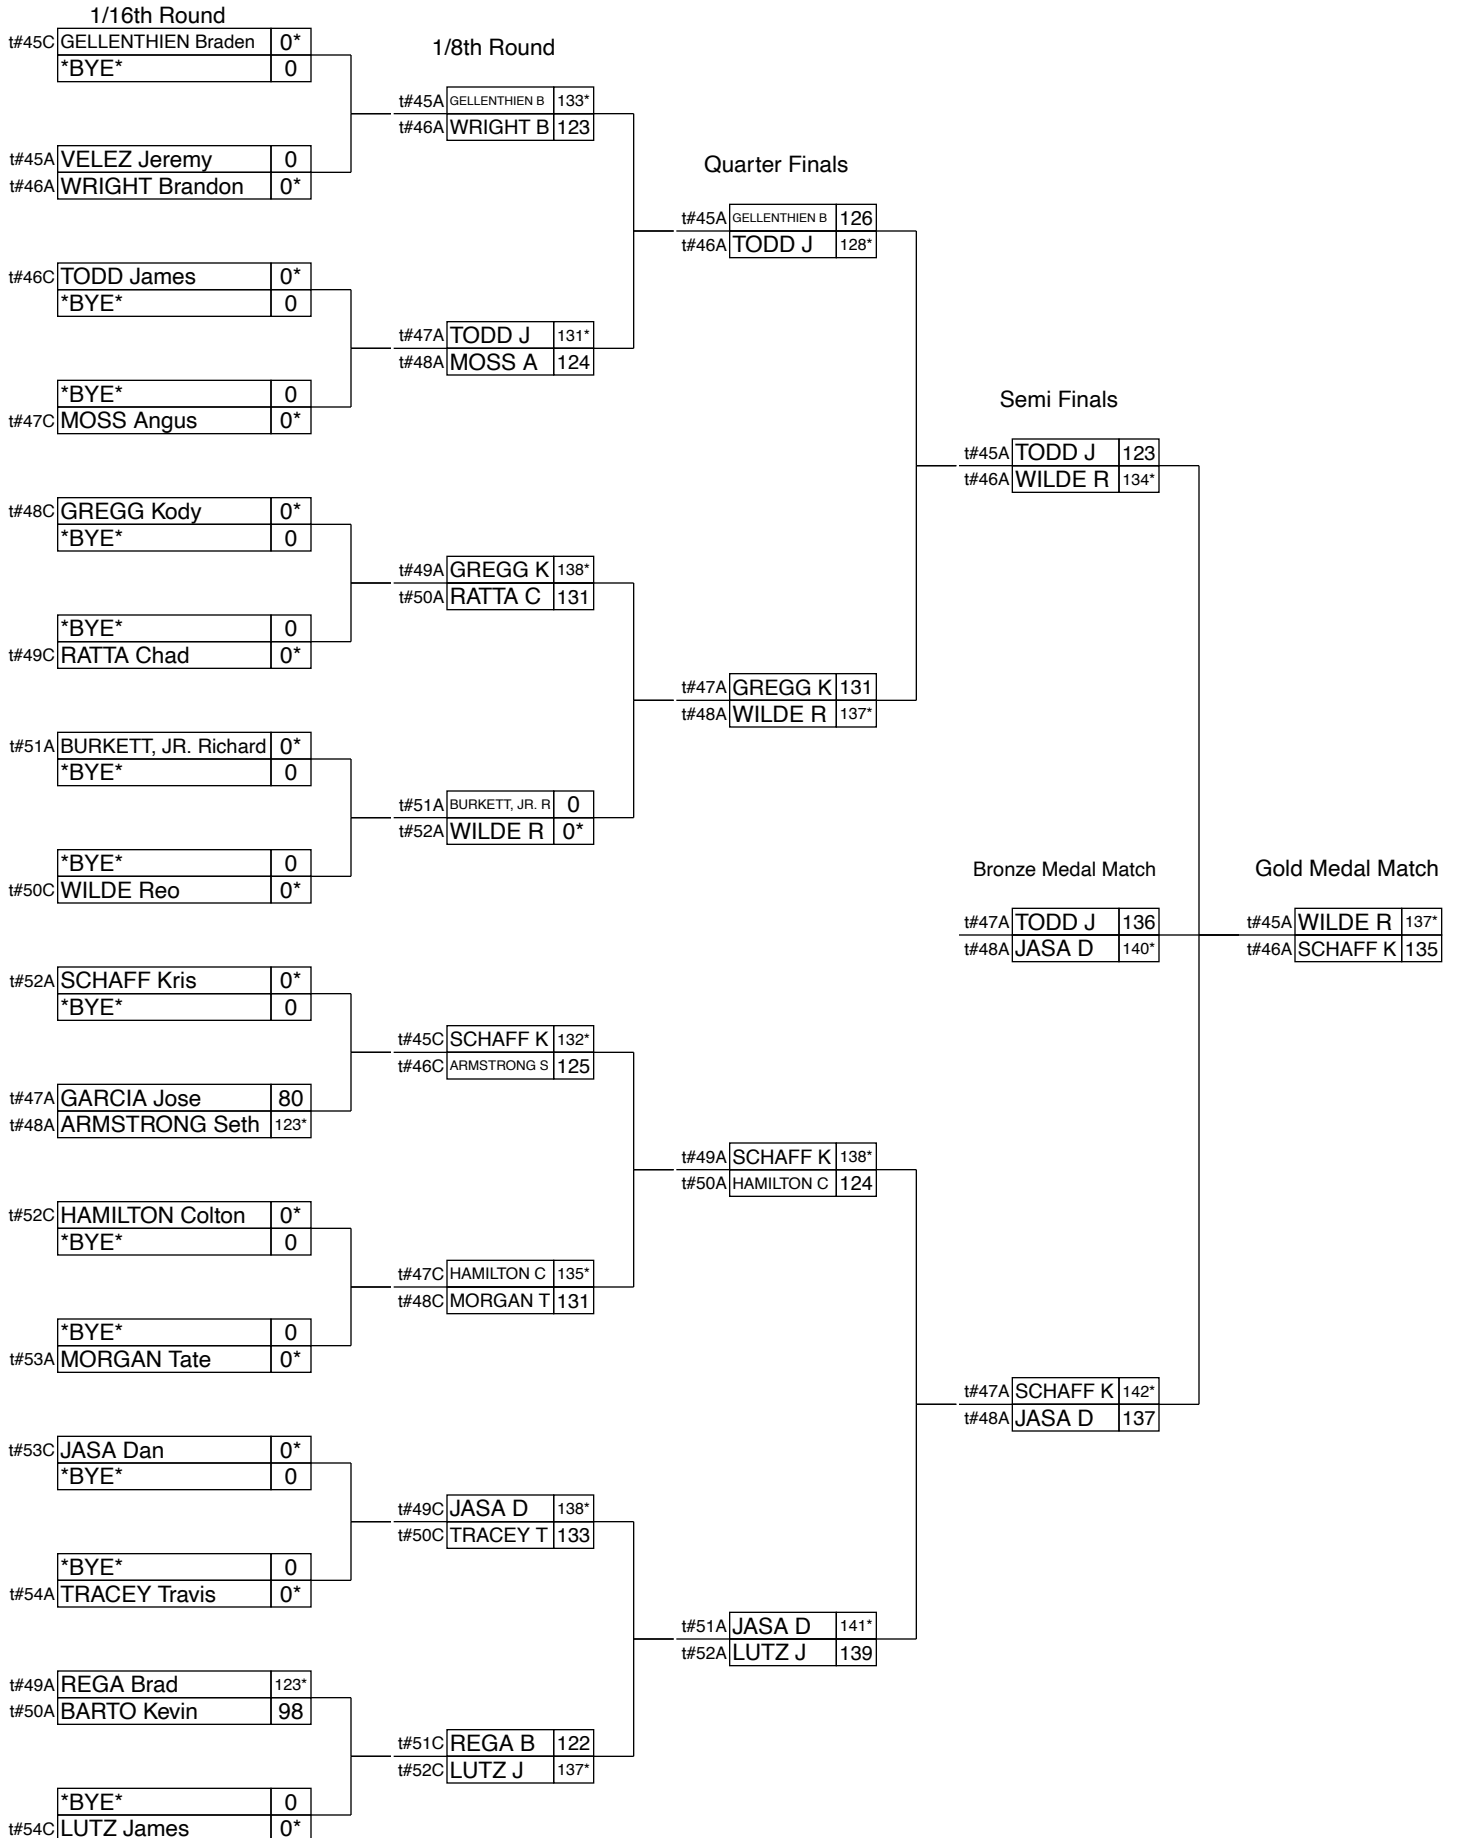 1/16th Round
t#45C GELLENTHIEN Braden 0*
*BYE* 0
t#45A VELEZ Jeremy 0
t#46A WRIGHT Brandon 0*
t#46C TODD James 0*
*BYE* 0
*BYE* 0
t#47C MOSS Angus 0*
t#48C GREGG Kody 0*
*BYE* 0
*BYE* 0
t#49C RATTA Chad 0*
t#51A BURKETT, JR. Richard 0*
*BYE* 0
*BYE* 0
t#50C WILDE Reo 0*
t#52A SCHAFF Kris 0*
*BYE* 0
t#47A GARCIA Jose 80
t#48A ARMSTRONG Seth 123*
t#52C HAMILTON Colton 0*
*BYE* 0
*BYE* 0
t#53A MORGAN Tate 0*
t#53C JASA Dan 0*
*BYE* 0
*BYE* 0
t#54A TRACEY Travis 0*
t#49A REGA Brad 123*
t#50A BARTO Kevin 98
*BYE* 0
t#54C LUTZ James 0*
1/8th Round
t#45A GELLENTHIEN B 133*
t#46A WRIGHT B 123
t#47A TODD J 131*
t#48A MOSS A 124
t#49A GREGG K 138*
t#50A RATTA C 131
t#51A BURKETT, JR. R 0
t#52A WILDE R 0*
t#45C SCHAFF K 132*
t#46C ARMSTRONG S 125
t#47C HAMILTON C 135*
t#48C MORGAN T 131
t#49C JASA D 138*
t#50C TRACEY T 133
t#51C REGA B 122
t#52C LUTZ J 137*
Quarter Finals
t#45A GELLENTHIEN B 126
t#46A TODD J 128*
t#47A GREGG K 131
t#48A WILDE R 137*
t#49A SCHAFF K 138*
t#50A HAMILTON C 124
t#51A JASA D 141*
t#52A LUTZ J 139
Semi Finals
t#45A TODD J 123
t#46A WILDE R 134*
t#47A SCHAFF K 142*
t#48A JASA D 137
Bronze Medal Match
t#47A TODD J 136
t#48A JASA D 140*
Gold Medal Match
t#45A WILDE R 137*
t#46A SCHAFF K 135